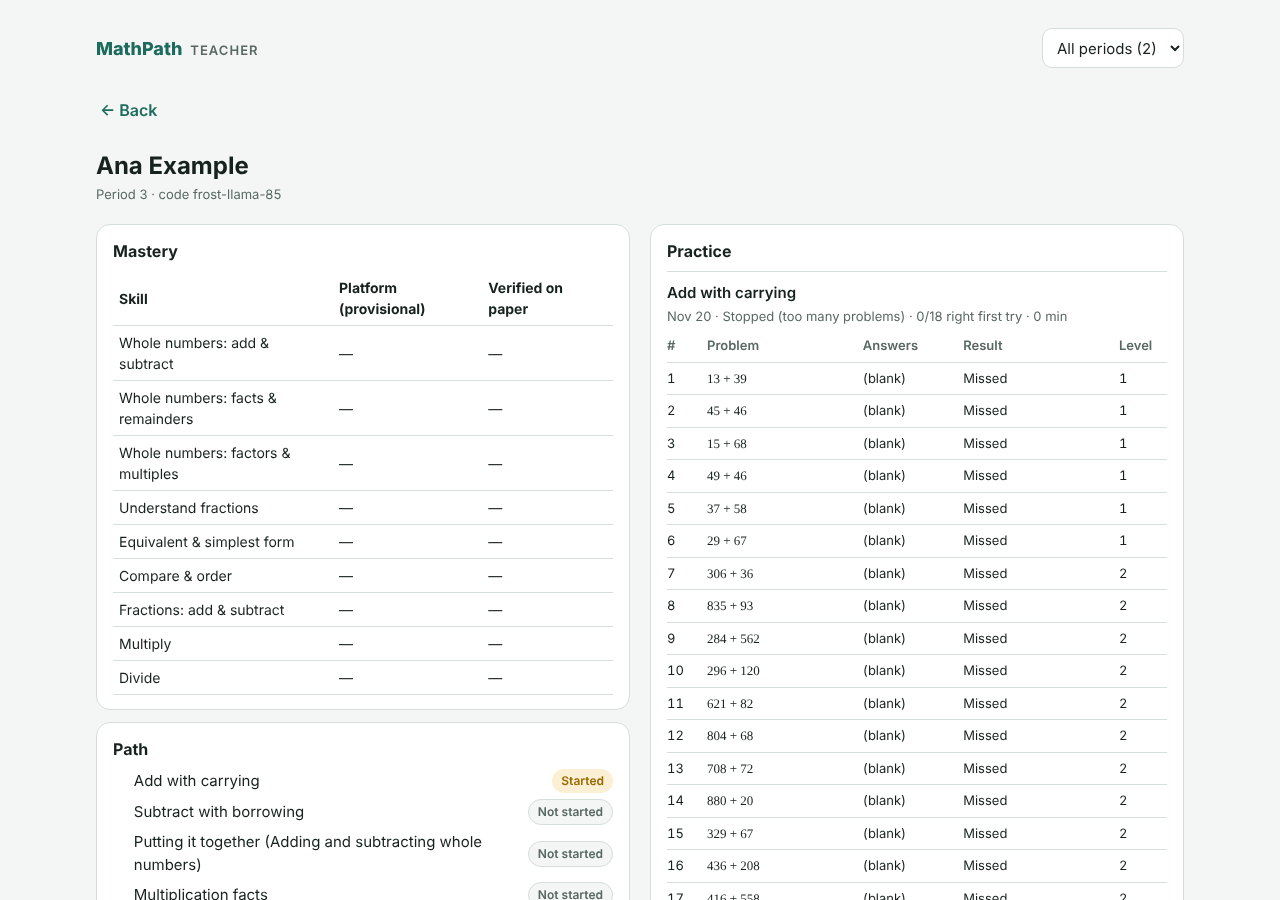 MathPath TEACHER
All periods (2)
← Back
Ana Example
Period 3 · code frost-llama-85
Mastery
Skill Platform (provisional) Verified on paper
Whole numbers: add & subtract — —
Whole numbers: facts & remainders — —
Whole numbers: factors & multiples — —
Understand fractions — —
Equivalent & simplest form — —
Compare & order — —
Fractions: add & subtract — —
Multiply — —
Divide — —
Path
Add with carrying Started
Subtract with borrowing Not started
Putting it together (Adding and subtracting whole numbers) Not started
Multiplication facts Not started
Practice
Add with carrying
Nov 20 · Stopped (too many problems) · 0/18 right first try · 0 min
# Problem Answers Result Level
1 13 + 39 (blank) Missed 1
2 45 + 46 (blank) Missed 1
3 15 + 68 (blank) Missed 1
4 49 + 46 (blank) Missed 1
5 37 + 58 (blank) Missed 1
6 29 + 67 (blank) Missed 1
7 306 + 36 (blank) Missed 2
8 835 + 93 (blank) Missed 2
9 284 + 562 (blank) Missed 2
10 296 + 120 (blank) Missed 2
11 621 + 82 (blank) Missed 2
12 804 + 68 (blank) Missed 2
13 708 + 72 (blank) Missed 2
14 880 + 20 (blank) Missed 2
15 329 + 67 (blank) Missed 2
16 436 + 208 (blank) Missed 2
17 416 + 558 (blank) Missed 2